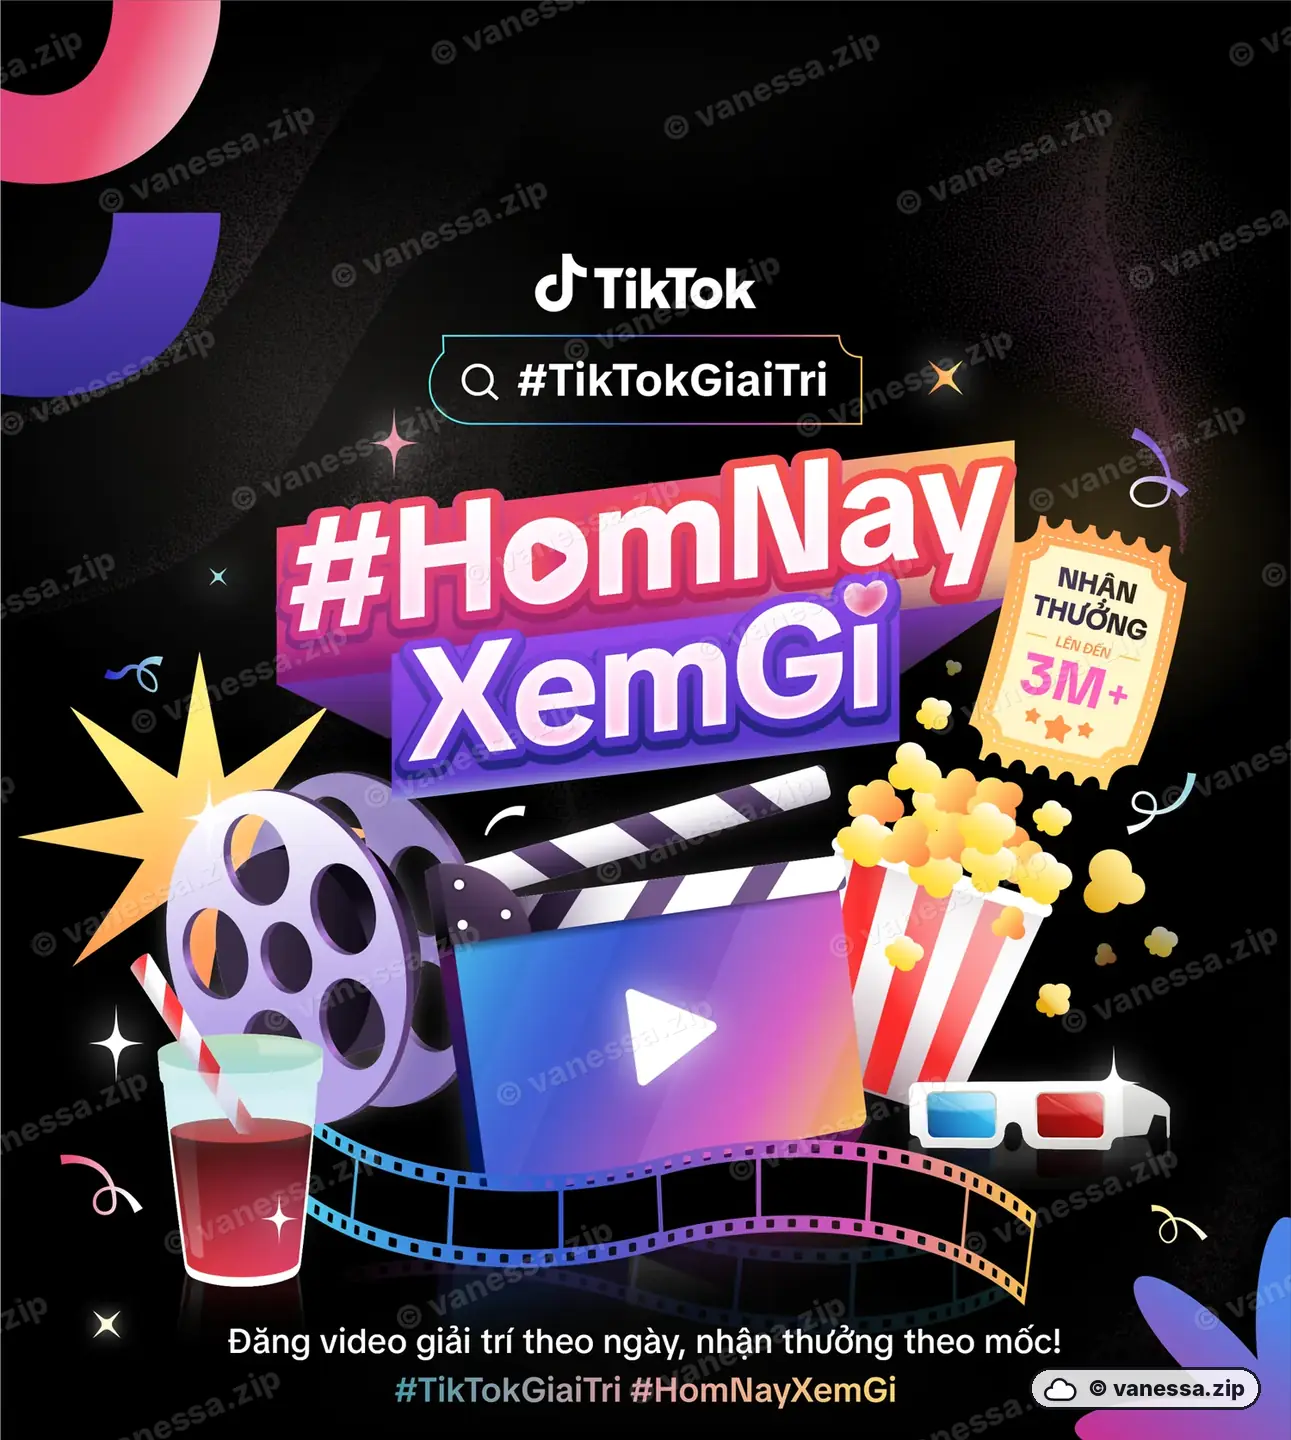 TikTok
#TikTokGiaiTri
#HomNay
XemGi
NHẬN
THƯỞNG
LÊN ĐẾN
3M+
Đăng video giải trí theo ngày, nhận thưởng theo mốc!
#TikTokGiaiTri #HomNayXemGi
© vanessa.zip